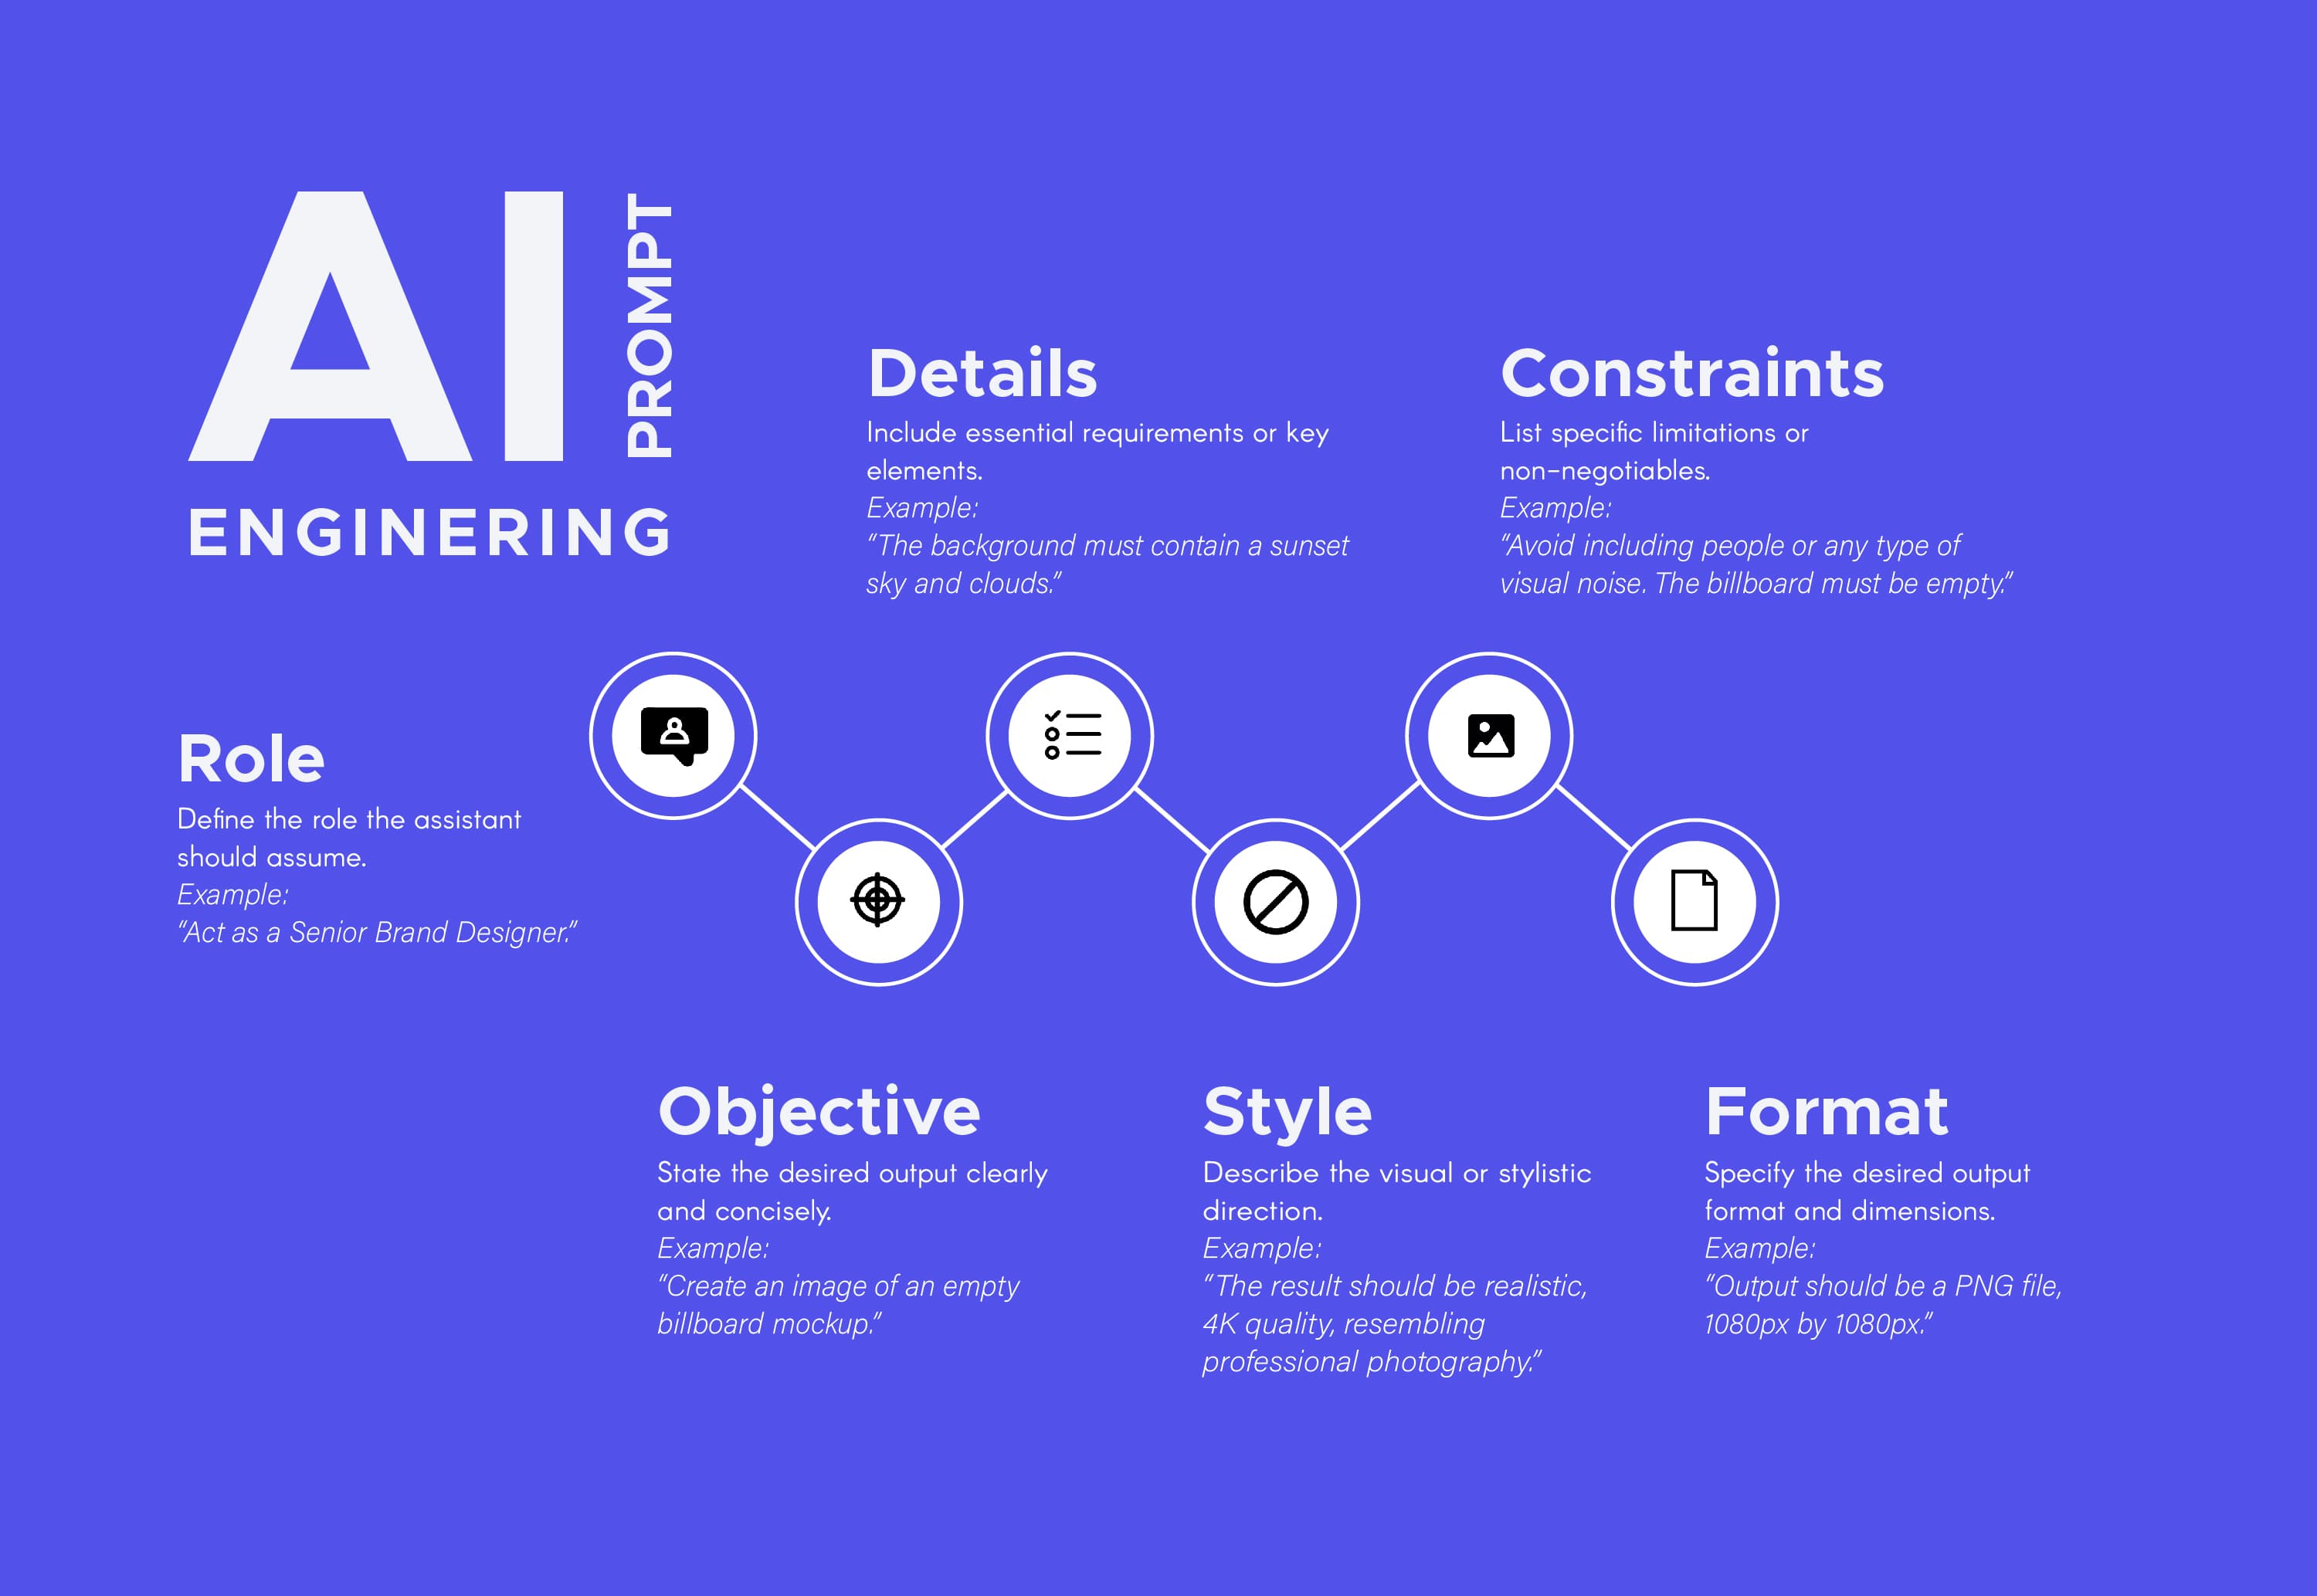 AI
PROMPT
ENGINERING
Role
Define the role the assistant
should assume.
Example:
“Act as a Senior Brand Designer.”
Objective
State the desired output clearly
and concisely.
Example:
“Create an image of an empty
billboard mockup.”
Details
Include essential requirements or key
elements.
Example:
“The background must contain a sunset
sky and clouds.”
Style
Describe the visual or stylistic
direction.
Example:
“The result should be realistic,
4K quality, resembling
professional photography.”
Constraints
List specific limitations or
non-negotiables.
Example:
“Avoid including people or any type of
visual noise. The billboard must be empty.”
Format
Specify the desired output
format and dimensions.
Example:
“Output should be a PNG file,
1080px by 1080px.”